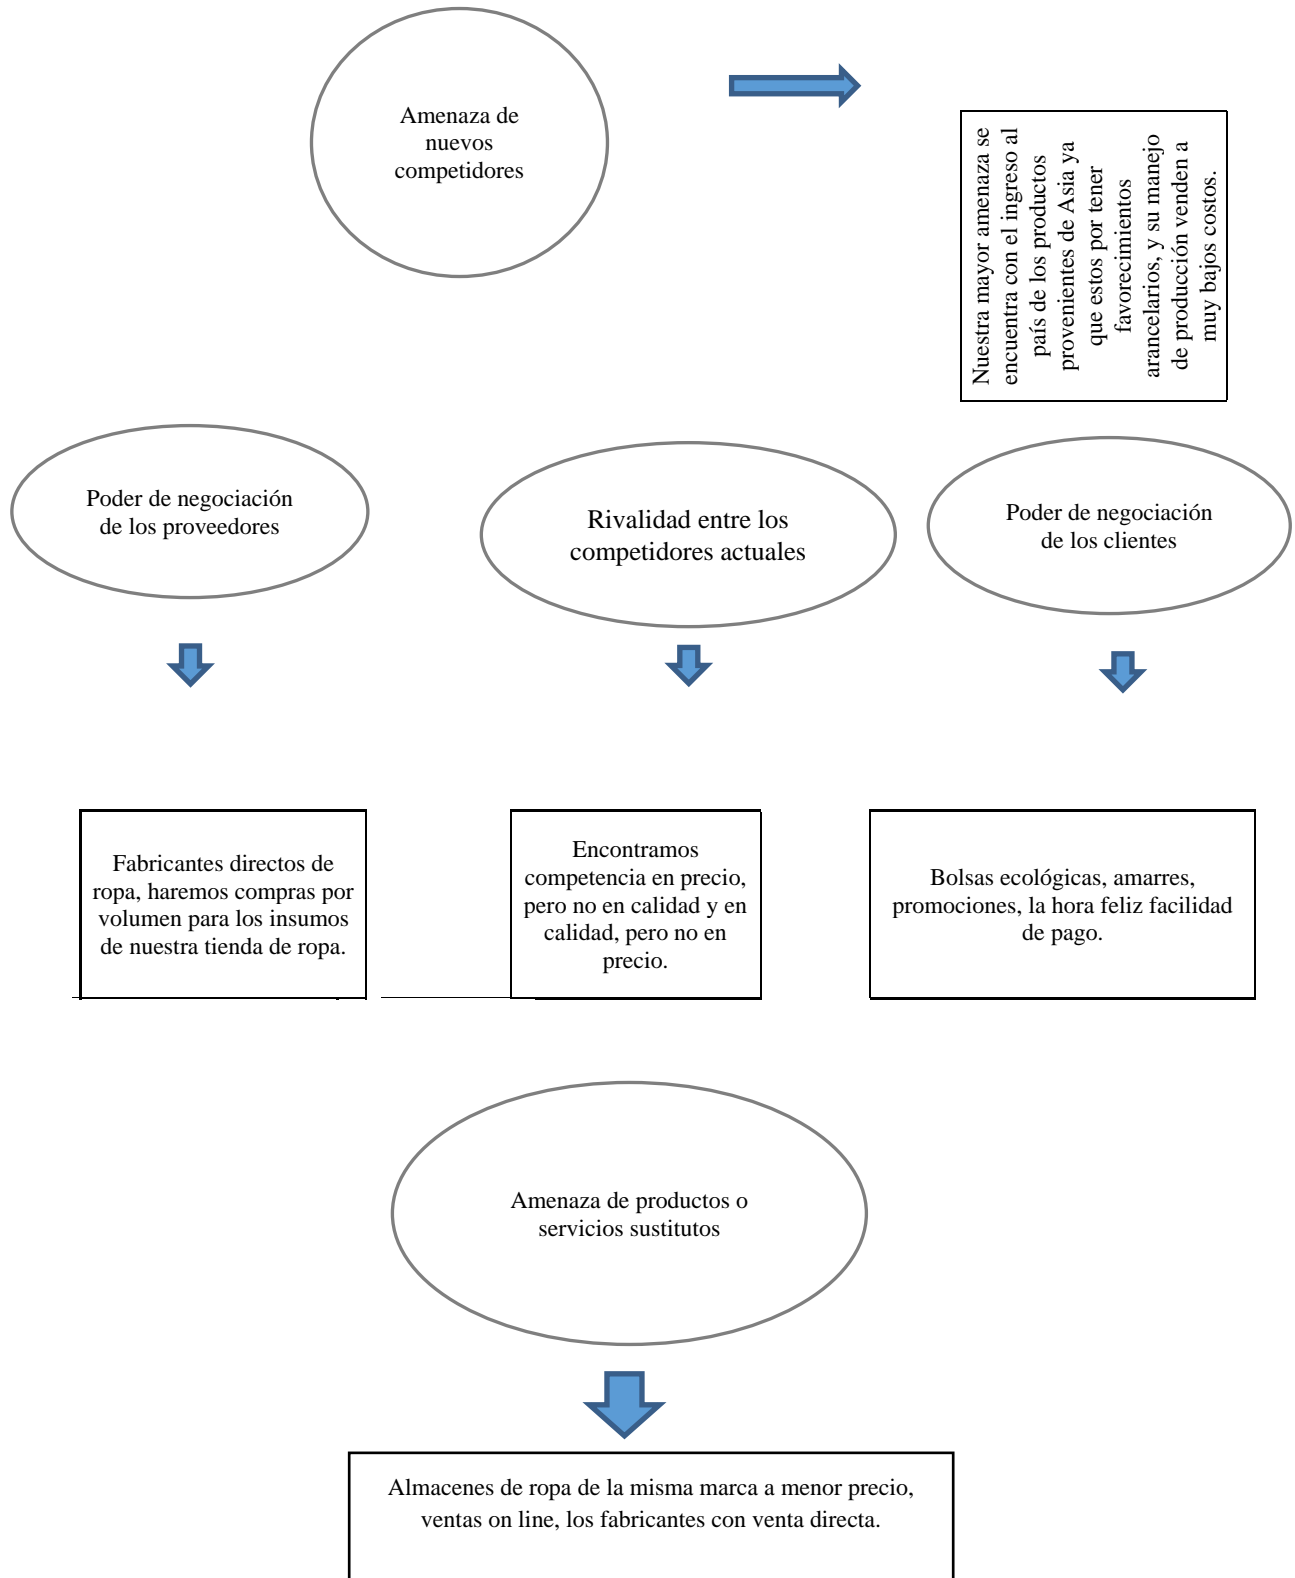 Amenaza de
nuevos
competidores
Nuestra mayor amenaza se
encuentra con el ingreso al
país de los productos
provenientes de Asia ya
que estos por tener
favorecimientos
arancelarios, y su manejo
de producción venden a
muy bajos costos.
Poder de negociación
de los proveedores
Rivalidad entre los
competidores actuales
Poder de negociación
de los clientes
Fabricantes directos de
ropa, haremos compras por
volumen para los insumos
de nuestra tienda de ropa.
Encontramos
competencia en precio,
pero no en calidad y en
calidad, pero no en
precio.
Bolsas ecológicas, amarres,
promociones, la hora feliz facilidad
de pago.
Amenaza de productos o
servicios sustitutos
Almacenes de ropa de la misma marca a menor precio,
ventas on line, los fabricantes con venta directa.